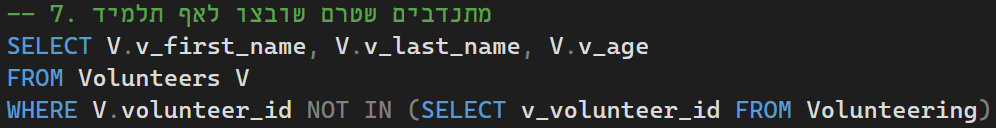 -- 7. מתנדבים שטרם שובצו לאף תלמיד
SELECT V.v_first_name, V.v_last_name, V.v_age
FROM Volunteers V
WHERE V.volunteer_id NOT IN (SELECT v_volunteer_id FROM Volunteering)